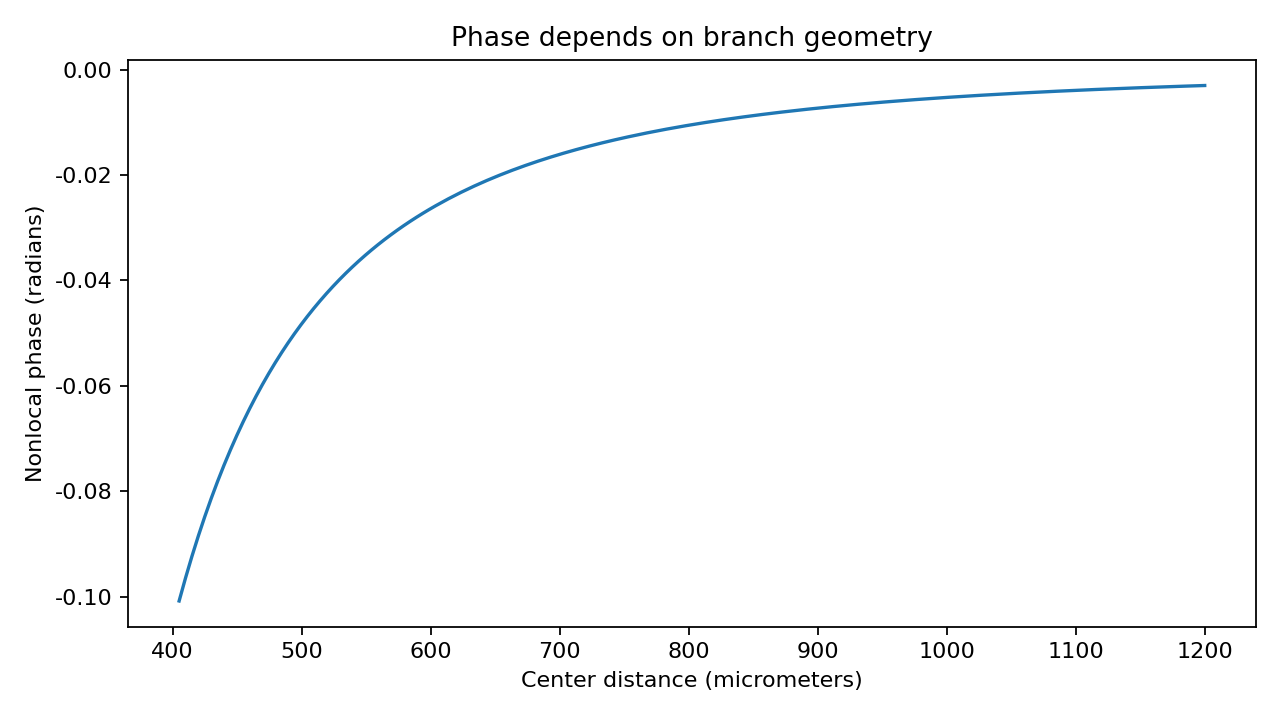 Phase depends on branch geometry
0.00
-0.02
-0.04
-0.06
-0.08
-0.10
Nonlocal phase (radians)
400 500 600 700 800 900 1000 1100 1200
Center distance (micrometers)